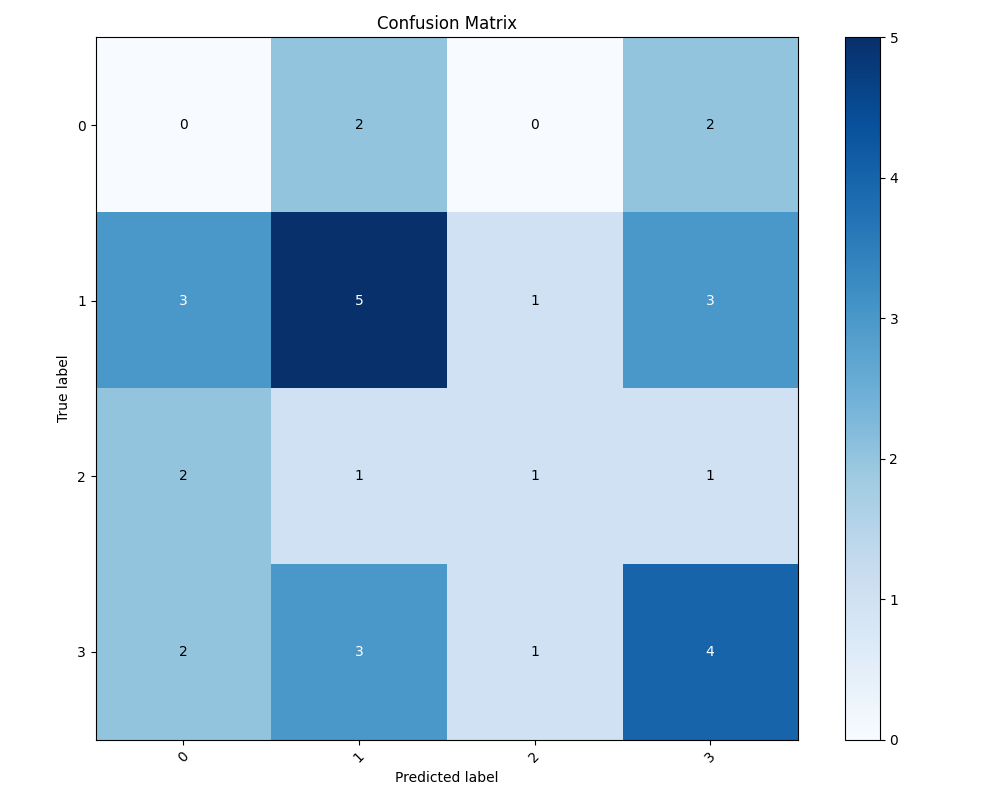 Confusion Matrix
0 0 2 0 2
1 3 5 1 3
2 2 1 1 1
3 2 3 1 4
0 1 2 3
True label
Predicted label
5
4
3
2
1
0